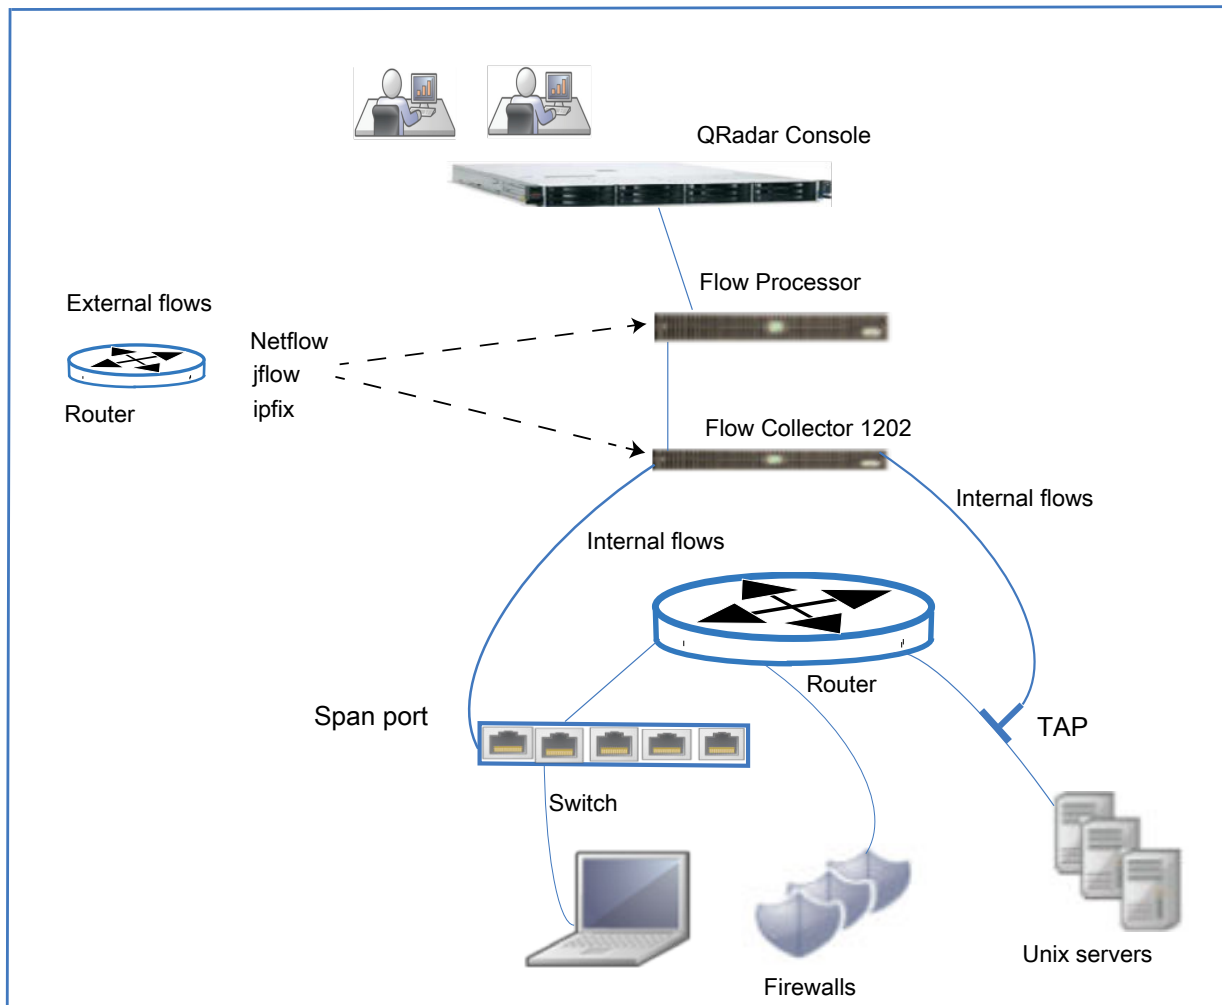 QRadar Console
Flow Processor
External flows
Netflow
jflow
ipfix
Router
Flow Collector 1202
Internal flows
Internal flows
Router
Span port
TAP
Switch
Unix servers
Firewalls